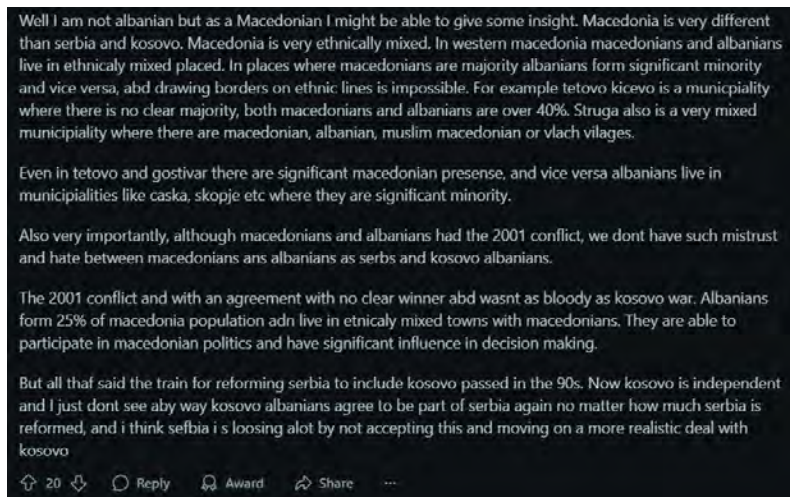 Well I am not albanian but as a Macedonian I might be able to give some insight. Macedonia is very different
than serbia and kosovo. Macedonia is very ethnically mixed. In western macedonia macedonians and albanians
live in ethnicaly mixed placed. In places where macedonians are majority albanians form significant minority
and vice versa, abd drawing borders on ethnic lines is impossible. For example tetovo kicevo is a municpiality
where there is no clear majority, both macedonians and albanians are over 40%. Struga also is a very mixed
municipiality where there are macedonian, albanian, muslim macedonian or vlach vilages.
Even in tetovo and gostivar there are significant macedonian presense, and vice versa albanians live in
municipialities like caska, skopje etc where they are significant minority.
Also very importantly, although macedonians and albanians had the 2001 conflict, we dont have such mistrust
and hate between macedonians ans albanians as serbs and kosovo albanians.
The 2001 conflict and with an agreement with no clear winner abd wasnt as bloody as kosovo war. Albanians
form 25% of macedonia population adn live in etnicaly mixed towns with macedonians. They are able to
participate in macedonian politics and have significant influence in decision making.
But all thaf said the train for reforming serbia to include kosovo passed in the 90s. Now kosovo is independent
and I just dont see aby way kosovo albanians agree to be part of serbia again no matter how much serbia is
reformed, and i think sefbia i s loosing alot by not accepting this and moving on a more realistic deal with
kosovo
20 Reply Award Share ...